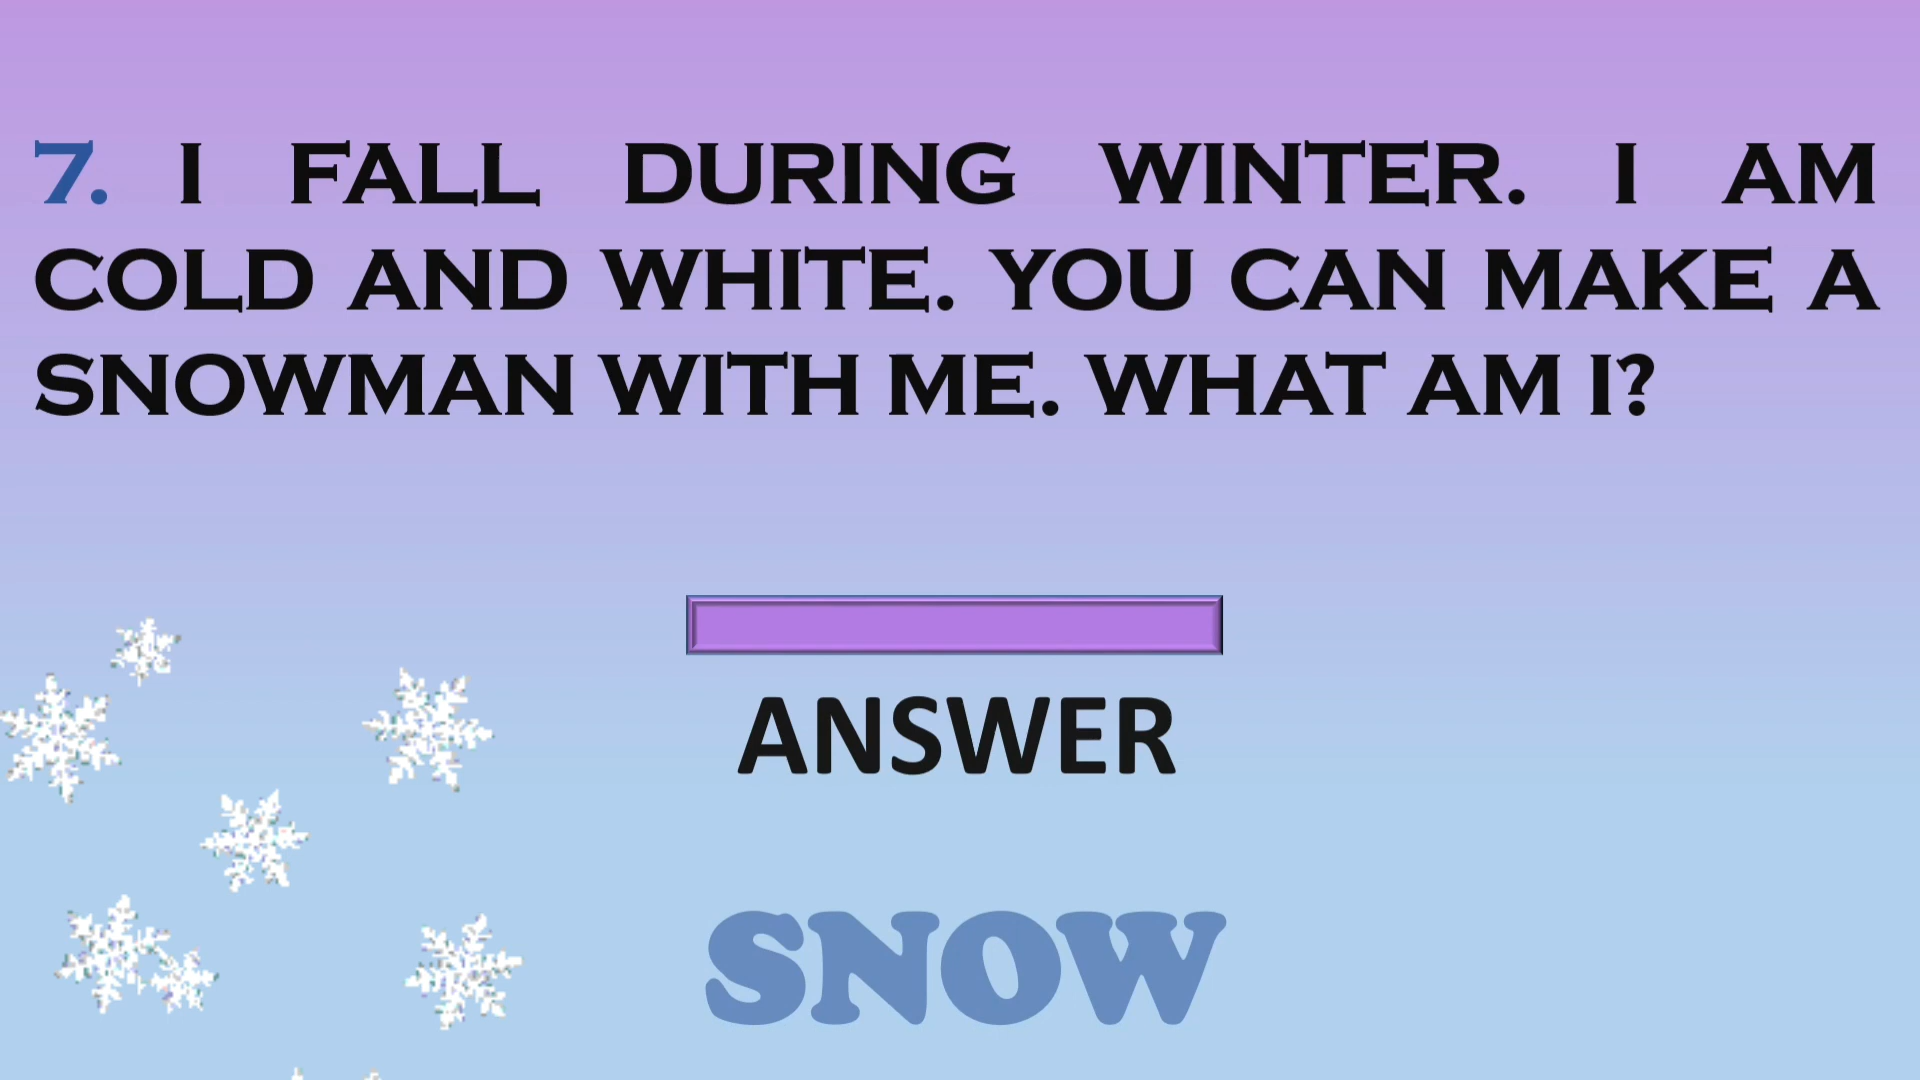 7. I FALL DURING WINTER. I AM
COLD AND WHITE. YOU CAN MAKE A
SNOWMAN WITH ME. WHAT AM I?
ANSWER
SNOW